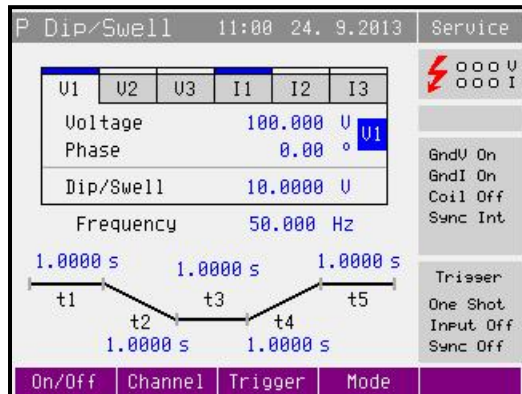 P Dip/Swell 11:00 24. 9.2013 Service
V1 V2 V3 I1 I2 I3
ooo V
ooo I
Voltage 100.000 V
Phase 0.00 °
V1
Dip/Swell 10.0000 V
Frequency 50.000 Hz
GndV On
GndI On
Coil Off
Sync Int
1.0000 s 1.0000 s 1.0000 s
t1 t3 t5
t2 t4
1.0000 s 1.0000 s
Trigger
One Shot
Input Off
Sync Off
On/Off Channel Trigger Mode